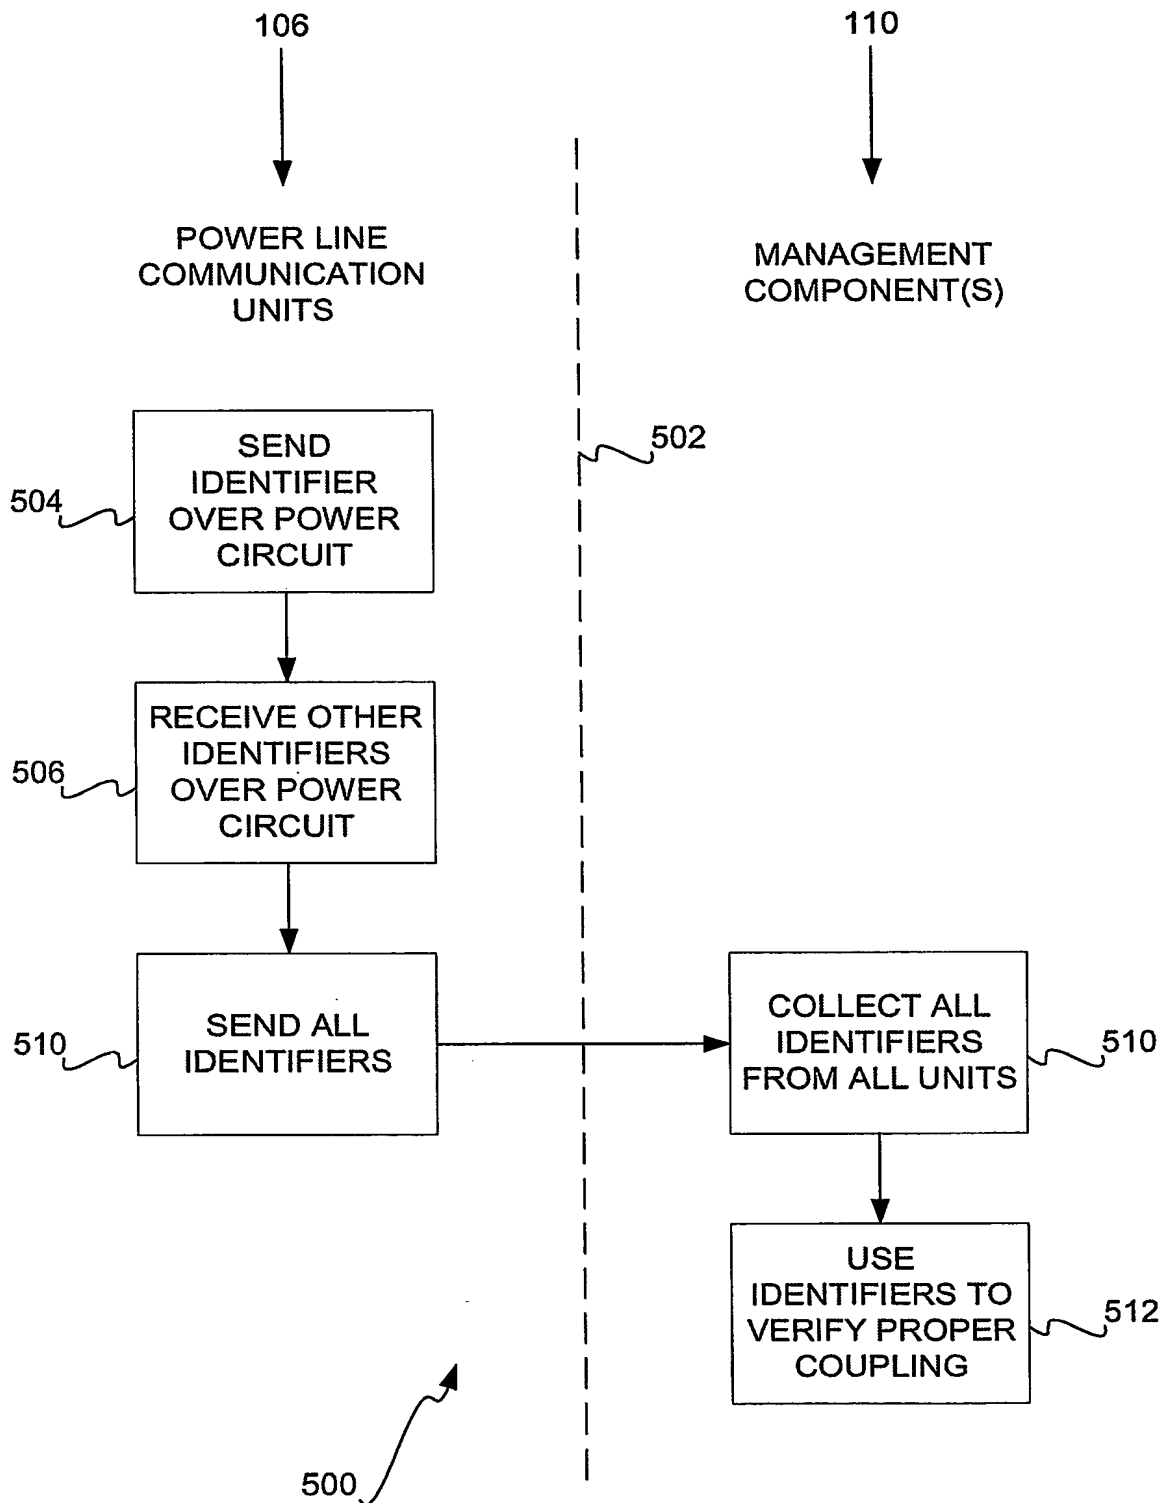 106
110
POWER LINE
COMMUNICATION
UNITS
MANAGEMENT
COMPONENT(S)
502
504
SEND
IDENTIFIER
OVER POWER
CIRCUIT
506
RECEIVE OTHER
IDENTIFIERS
OVER POWER
CIRCUIT
510
SEND ALL
IDENTIFIERS
COLLECT ALL
IDENTIFIERS
FROM ALL UNITS
510
USE
IDENTIFIERS TO
VERIFY PROPER
COUPLING
512
500